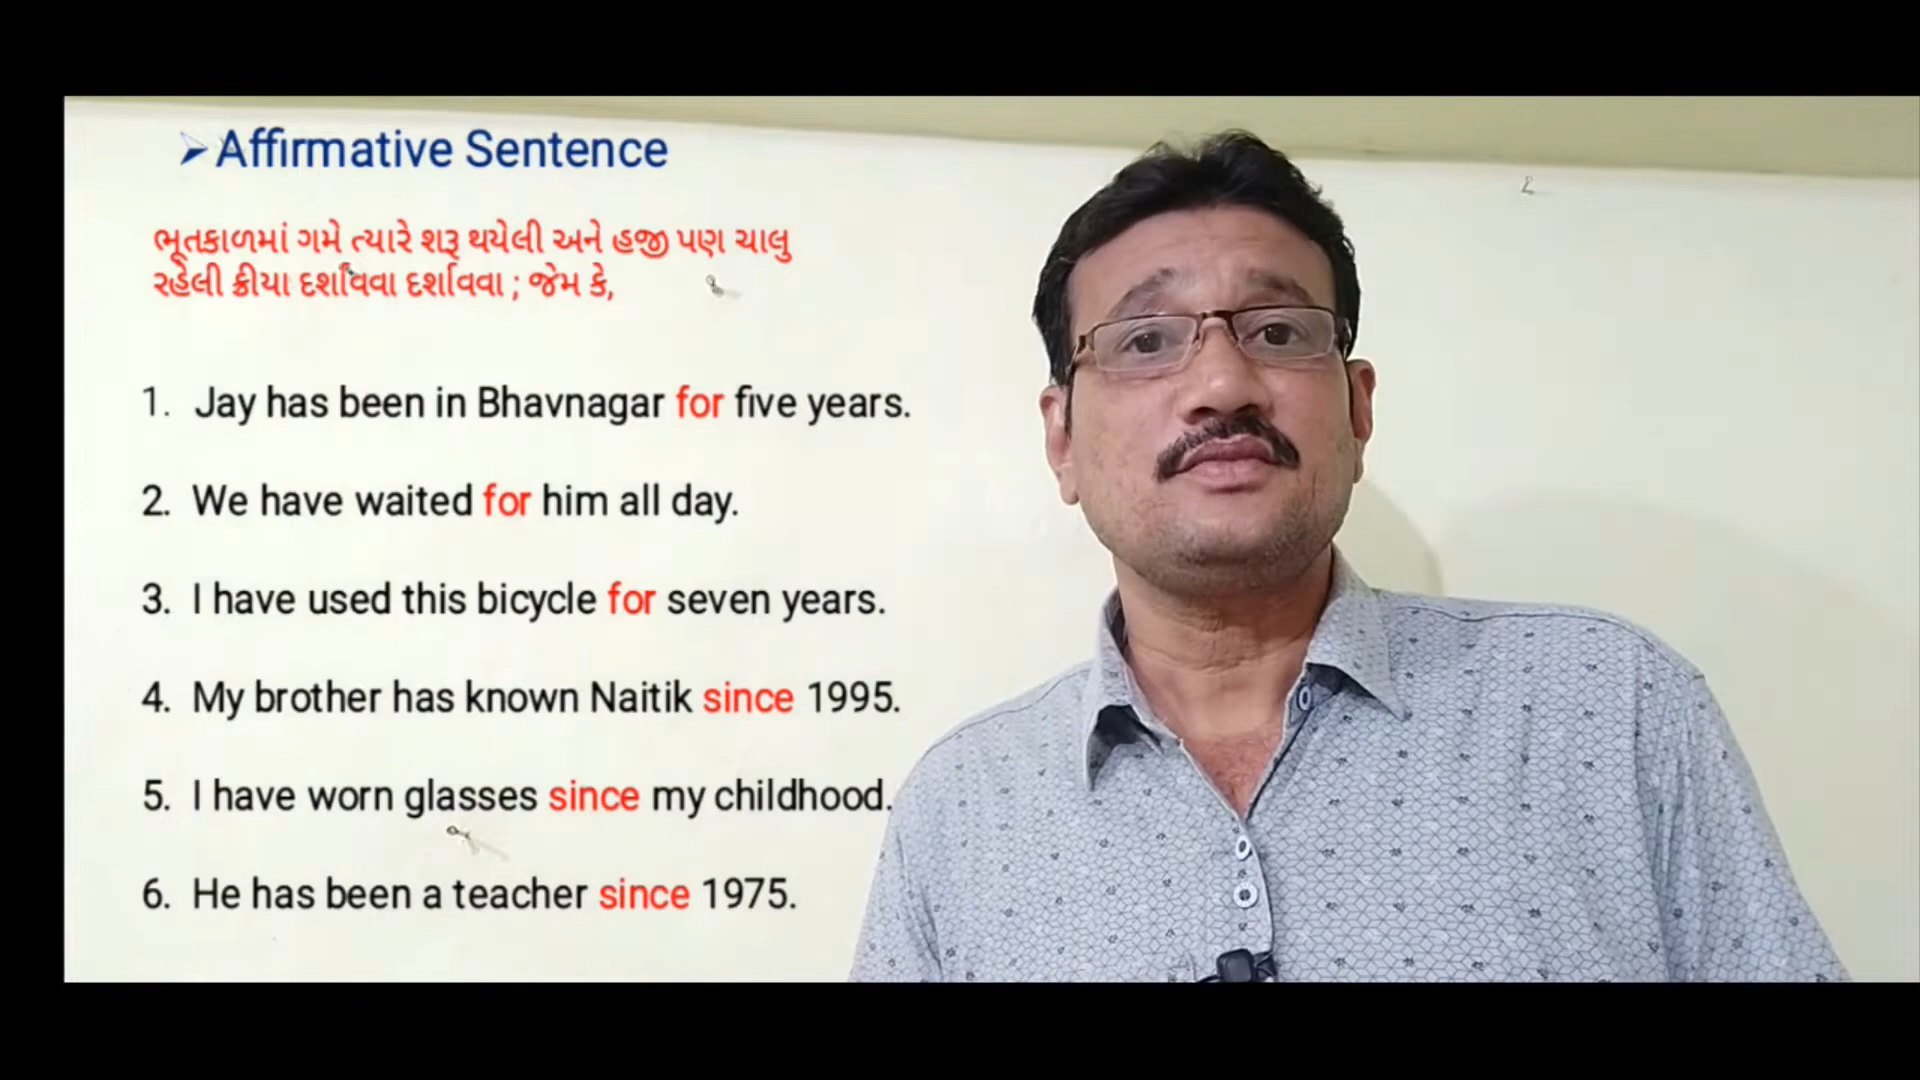 ➢Affirmative Sentence
ભૂતકાળમાં ગમે ત્યારે શરૂ થયેલી અને હજી પણ ચાલુ
રહેલી ક્રીયા દર્શાવવા દર્શાવવા ; જેમ કે,
1. Jay has been in Bhavnagar for five years.
2. We have waited for him all day.
3. I have used this bicycle for seven years.
4. My brother has known Naitik since 1995.
5. I have worn glasses since my childhood.
6. He has been a teacher since 1975.